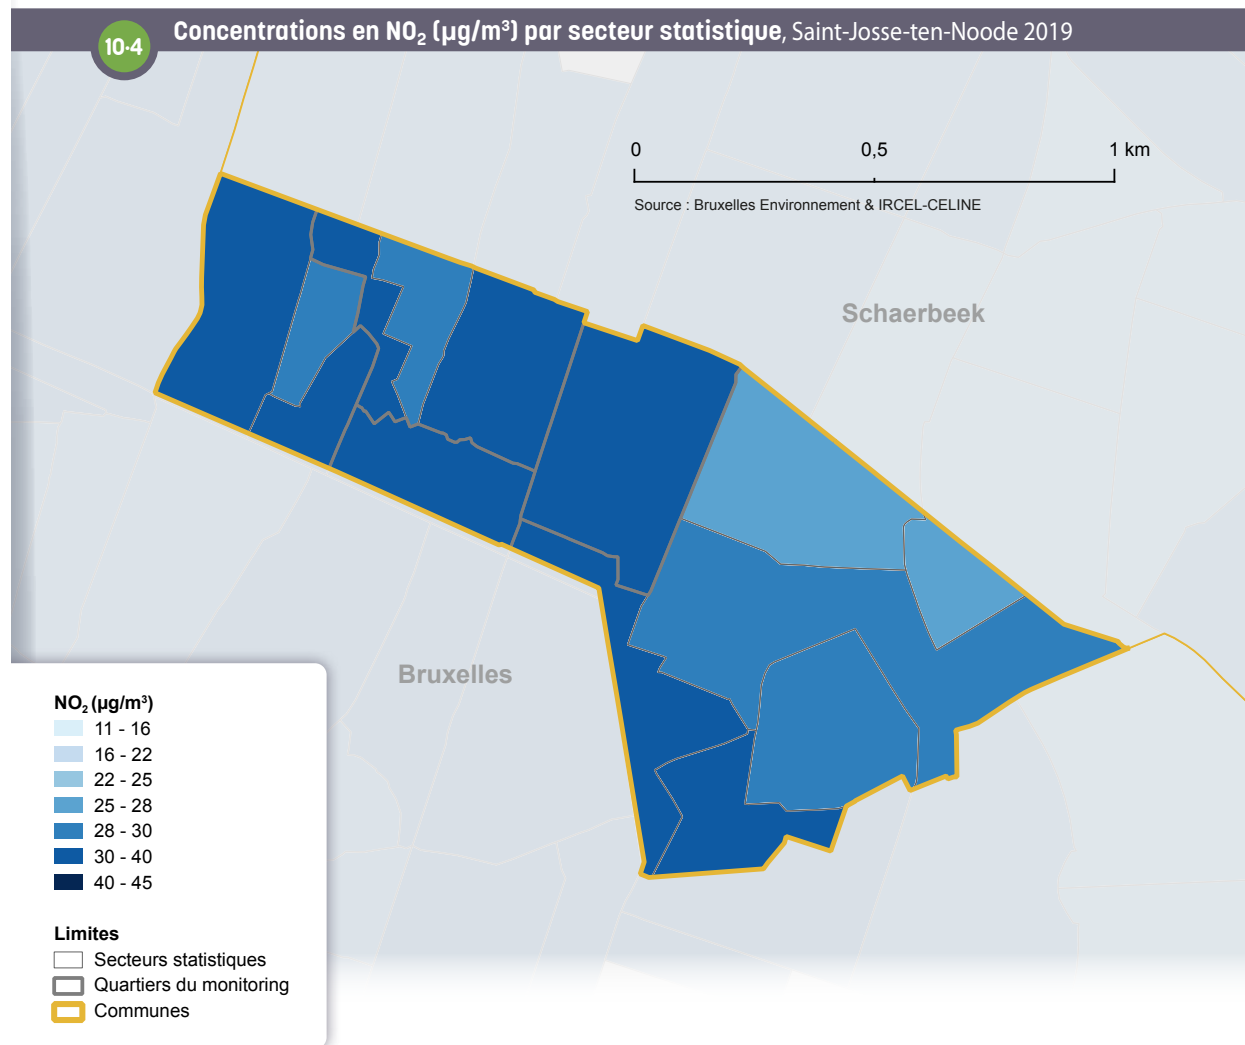 10·4
Concentrations en NO₂ (µg/m³) par secteur statistique, Saint-Josse-ten-Noode 2019
0 0,5 1 km
Source : Bruxelles Environnement & IRCEL-CELINE
Schaerbeek
Bruxelles
NO₂ (µg/m³)
11 - 16
16 - 22
22 - 25
25 - 28
28 - 30
30 - 40
40 - 45
Limites
Secteurs statistiques
Quartiers du monitoring
Communes